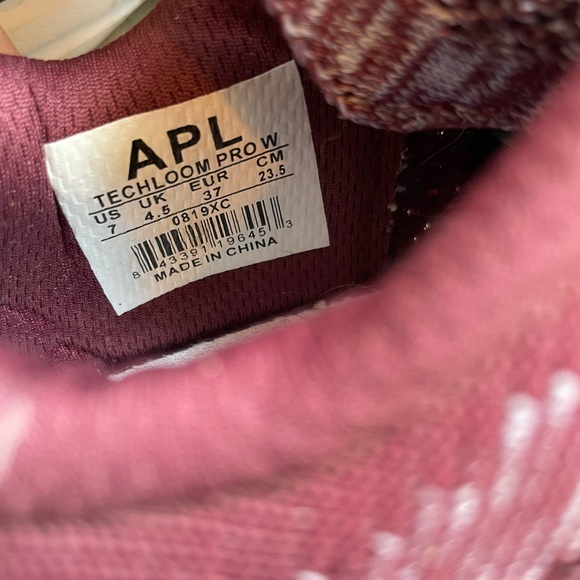 APL
TECHLOOM PRO W
US UK EUR CM
7 4.5 37 23.5
0819XC
8 43391 19645 3
MADE IN CHINA